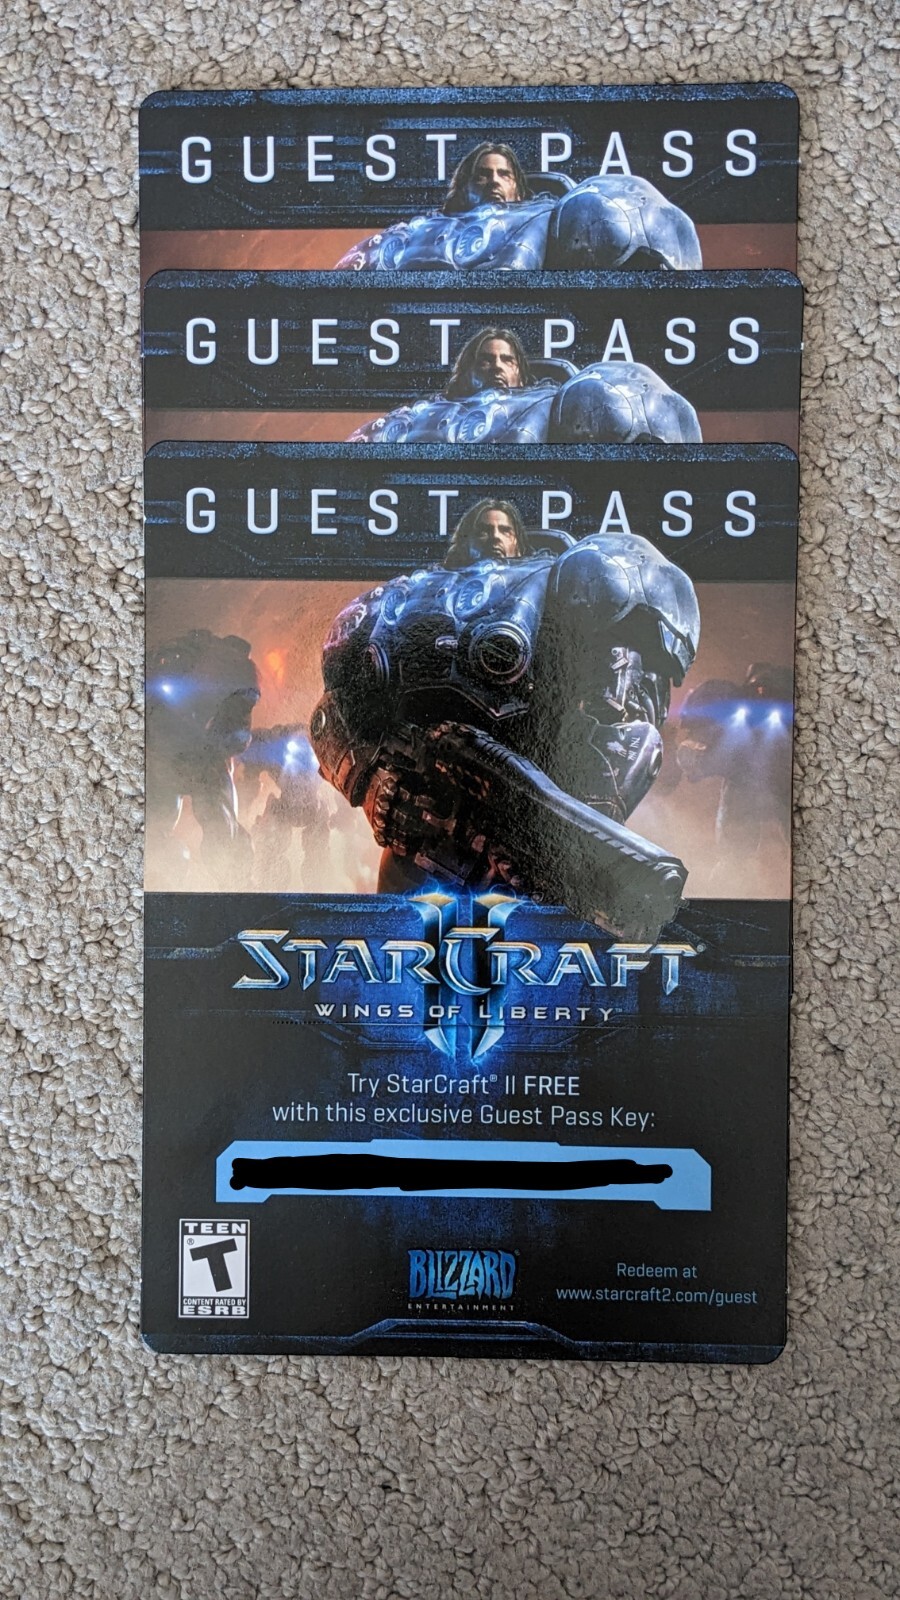 GUEST PASS
GUEST PASS
GUEST PASS
II
STARCRAFT®
WINGS OF LIBERTY™
Try StarCraft® II FREE
with this exclusive Guest Pass Key:
TEEN
®
T
CONTENT RATED BY
ESRB
BLIZZARD®
ENTERTAINMENT
Redeem at
www.starcraft2.com/guest